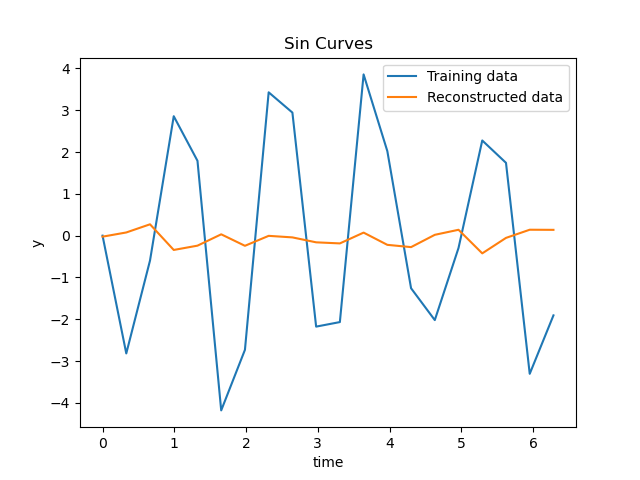 Sin Curves
Training data
Reconstructed data
4
3
2
1
0
−1
−2
−3
−4
y
0 1 2 3 4 5 6
time